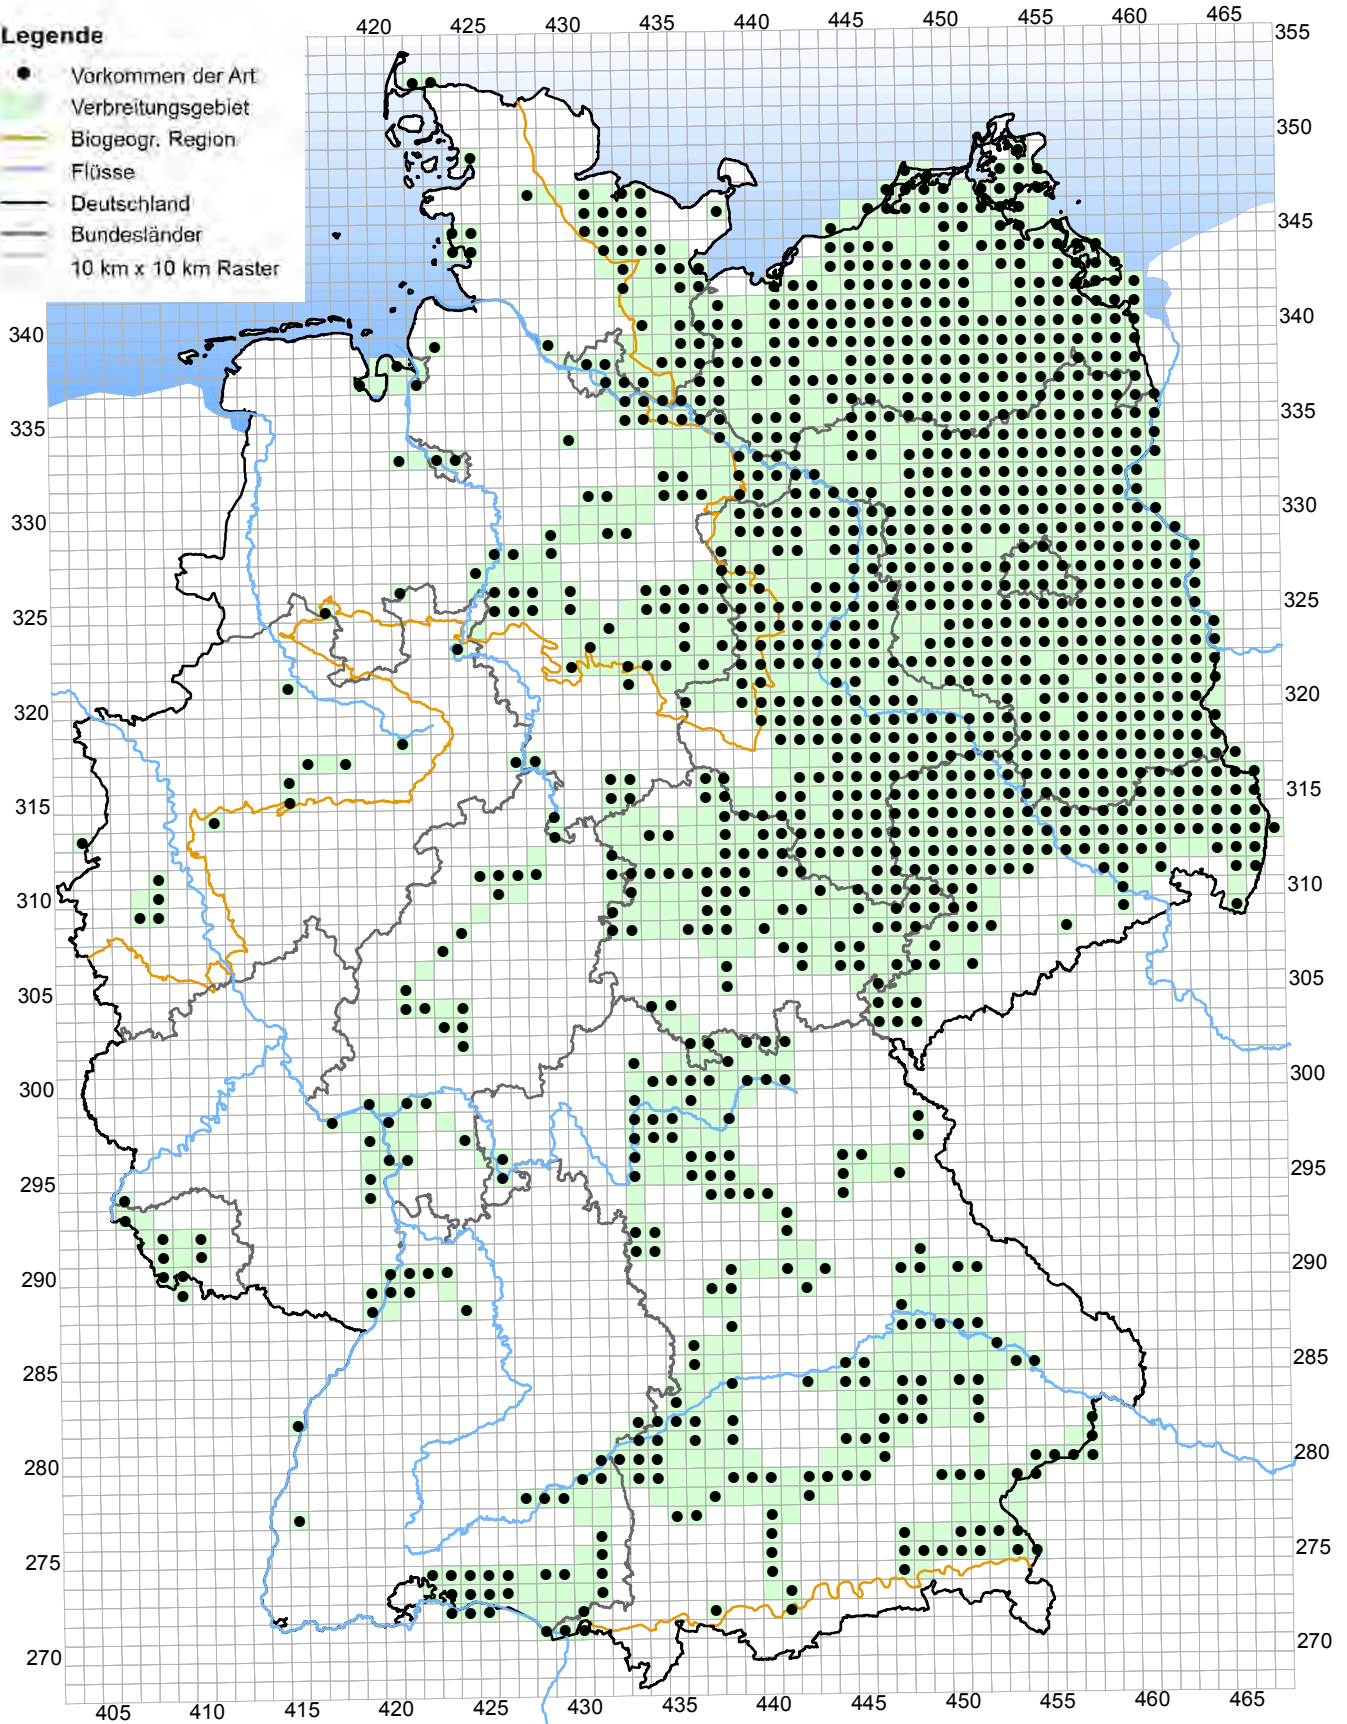 420 425 430 435 440 445 450 455 460 465
355
Legende
Vorkommen der Art
Verbreitungsgebiet
Biogeogr. Region
Flüsse
Deutschland
Bundesländer
10 km x 10 km Raster
350
345
340 340
335 335
330 330
325 325
320 320
315 315
310 310
305 305
300 300
295 295
290 290
285 285
280 280
275 275
270 270
405 410 415 420 425 430 435 440 445 450 455 460 465